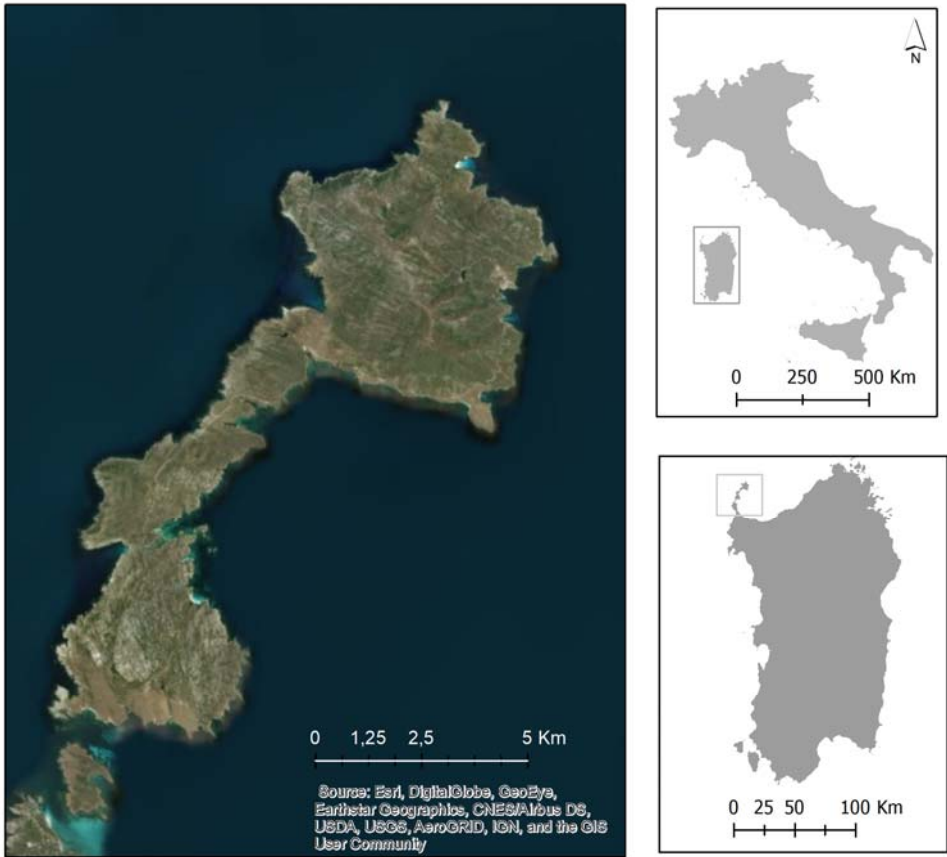 0 1,25 2,5 5 Km
Source: Esri, DigitalGlobe, GeoEye,
Earthstar Geographics, CNES/Airbus DS,
USDA, USGS, AeroGRID, IGN, and the GIS
User Community
N
0 250 500 Km
0 25 50 100 Km